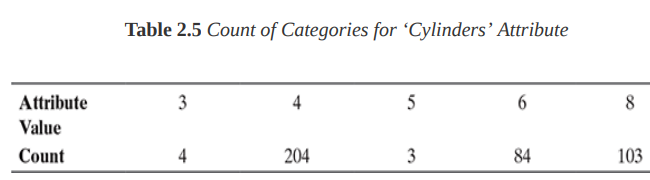 Table 2.5 Count of Categories for ‘Cylinders’ Attribute
Attribute Value 3 4 5 6 8
Count 4 204 3 84 103